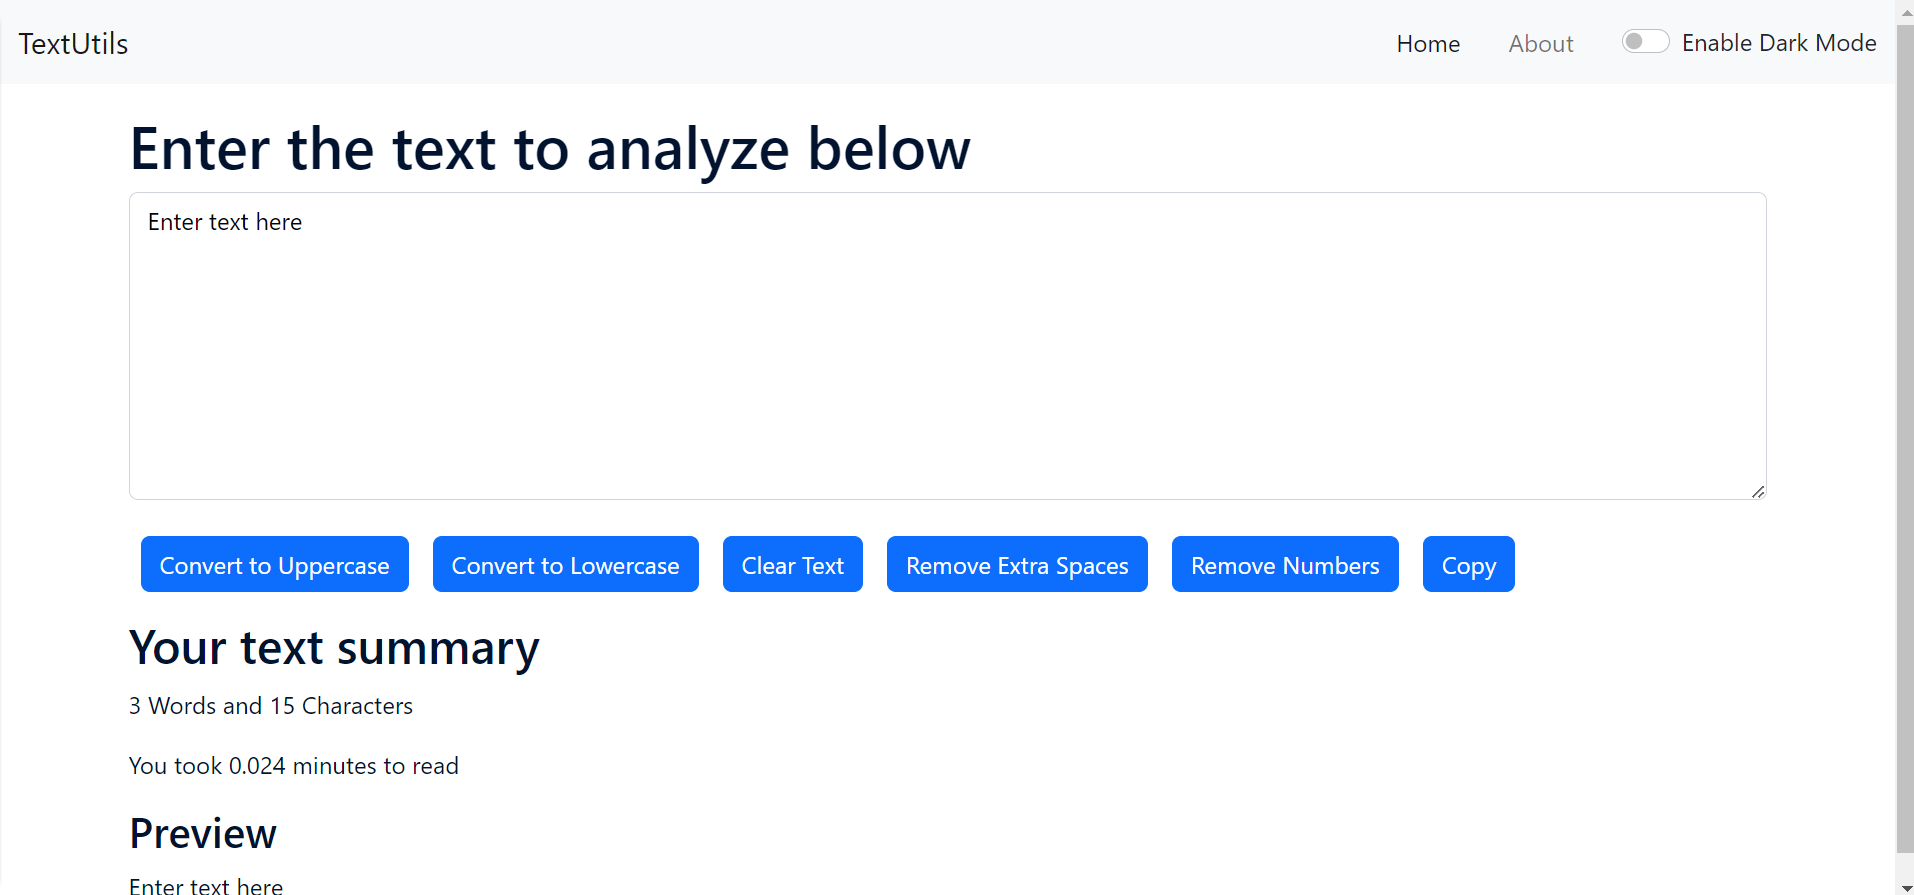 TextUtils Home About Enable Dark Mode
Enter the text to analyze below
Enter text here
Convert to Uppercase Convert to Lowercase Clear Text Remove Extra Spaces Remove Numbers Copy
Your text summary
3 Words and 15 Characters
You took 0.024 minutes to read
Preview
Enter text here